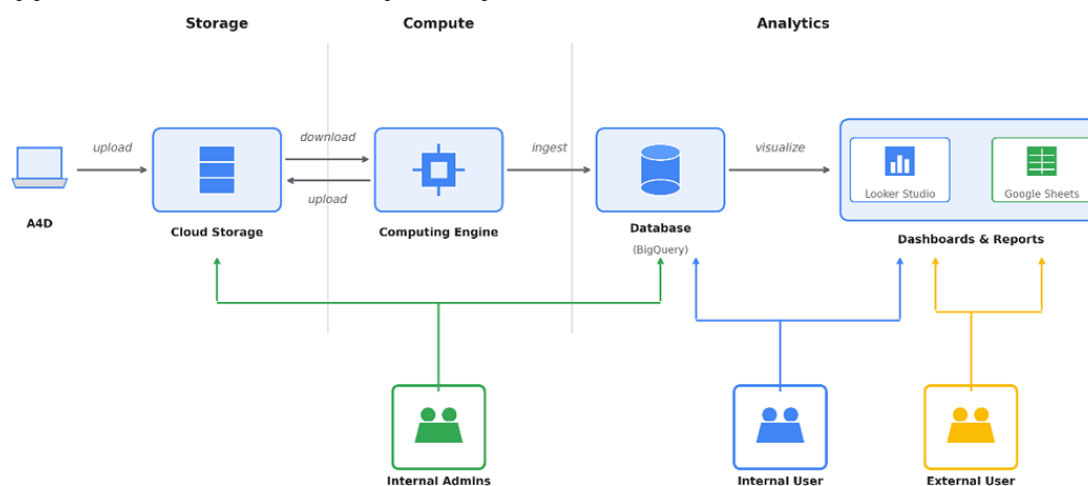 Storage
Compute
Analytics
upload
download
upload
ingest
visualize
Looker Studio
Google Sheets
A4D
Cloud Storage
Computing Engine
Database
(BigQuery)
Dashboards & Reports
Internal Admins
Internal User
External User